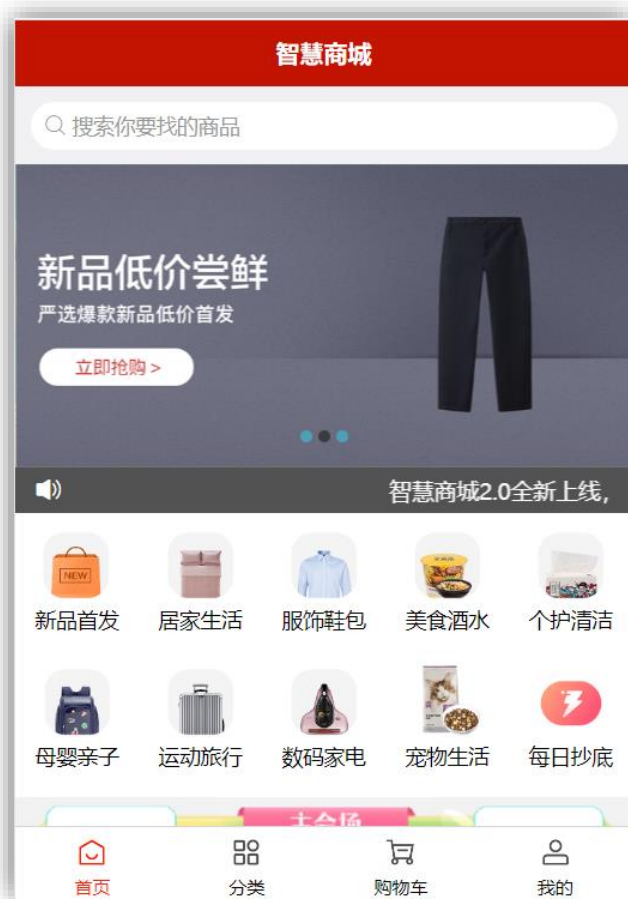 智慧商城
搜索你要找的商品
新品低价尝鲜
严选爆款新品低价首发
立即抢购 >
智慧商城2.0全新上线，
NEW
新品首发 居家生活 服饰鞋包 美食酒水 个护清洁
母婴亲子 运动旅行 数码家电 宠物生活 每日抄底
首页 分类 购物车 我的